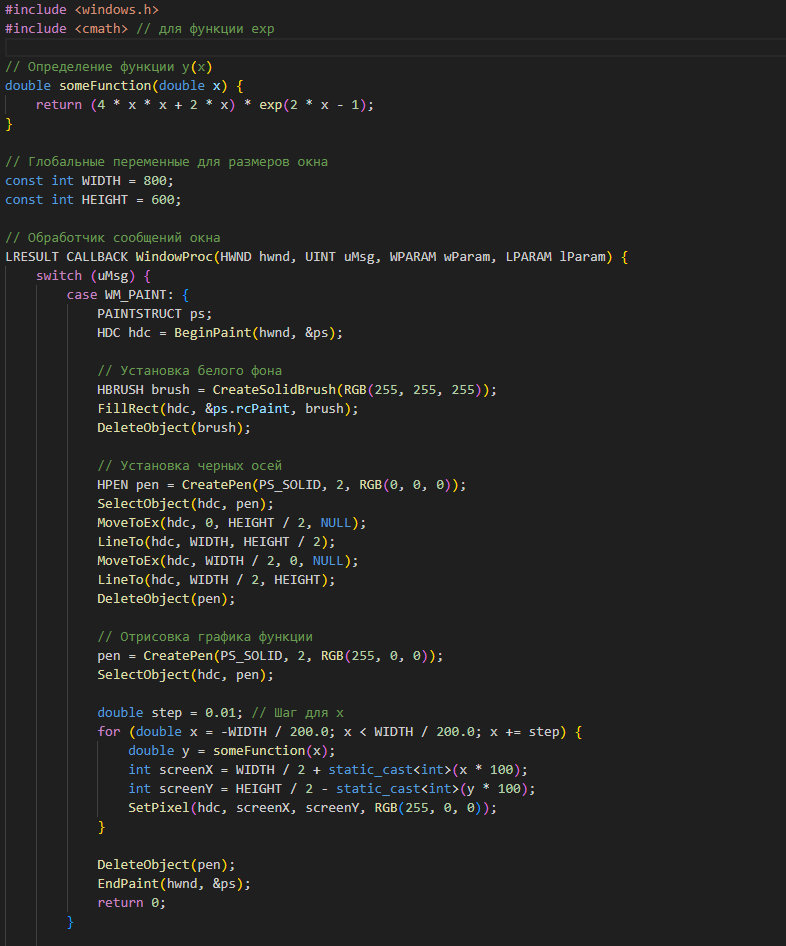 #include <windows.h>
#include <cmath> // для функции exp

// Определение функции y(x)
double someFunction(double x) {
    return (4 * x * x + 2 * x) * exp(2 * x - 1);
}

// Глобальные переменные для размеров окна
const int WIDTH = 800;
const int HEIGHT = 600;

// Обработчик сообщений окна
LRESULT CALLBACK WindowProc(HWND hwnd, UINT uMsg, WPARAM wParam, LPARAM lParam) {
    switch (uMsg) {
        case WM_PAINT: {
            PAINTSTRUCT ps;
            HDC hdc = BeginPaint(hwnd, &ps);

            // Установка белого фона
            HBRUSH brush = CreateSolidBrush(RGB(255, 255, 255));
            FillRect(hdc, &ps.rcPaint, brush);
            DeleteObject(brush);

            // Установка черных осей
            HPEN pen = CreatePen(PS_SOLID, 2, RGB(0, 0, 0));
            SelectObject(hdc, pen);
            MoveToEx(hdc, 0, HEIGHT / 2, NULL);
            LineTo(hdc, WIDTH, HEIGHT / 2);
            MoveToEx(hdc, WIDTH / 2, 0, NULL);
            LineTo(hdc, WIDTH / 2, HEIGHT);
            DeleteObject(pen);

            // Отрисовка графика функции
            pen = CreatePen(PS_SOLID, 2, RGB(255, 0, 0));
            SelectObject(hdc, pen);

            double step = 0.01; // Шаг для x
            for (double x = -WIDTH / 200.0; x < WIDTH / 200.0; x += step) {
                double y = someFunction(x);
                int screenX = WIDTH / 2 + static_cast<int>(x * 100);
                int screenY = HEIGHT / 2 - static_cast<int>(y * 100);
                SetPixel(hdc, screenX, screenY, RGB(255, 0, 0));
            }

            DeleteObject(pen);
            EndPaint(hwnd, &ps);
            return 0;
        }